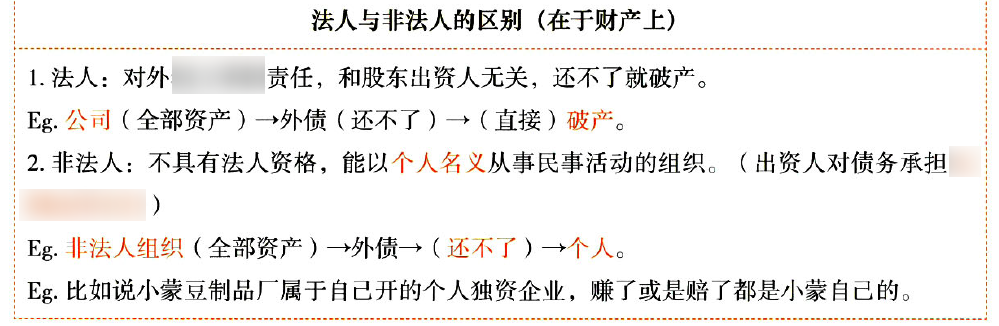 法人与非法人的区别（在于财产上）
1. 法人：对外责任，和股东出资人无关，还不了就破产。
Eg. 公司（全部资产）→外债（还不了）→（直接）破产。
2. 非法人：不具有法人资格，能以个人名义从事民事活动的组织。（出资人对债务承担
）
Eg. 非法人组织（全部资产）→外债→（还不了）→个人。
Eg. 比如说小蒙豆制品厂属于自己开的个人独资企业，赚了或是赔了都是小蒙自己的。